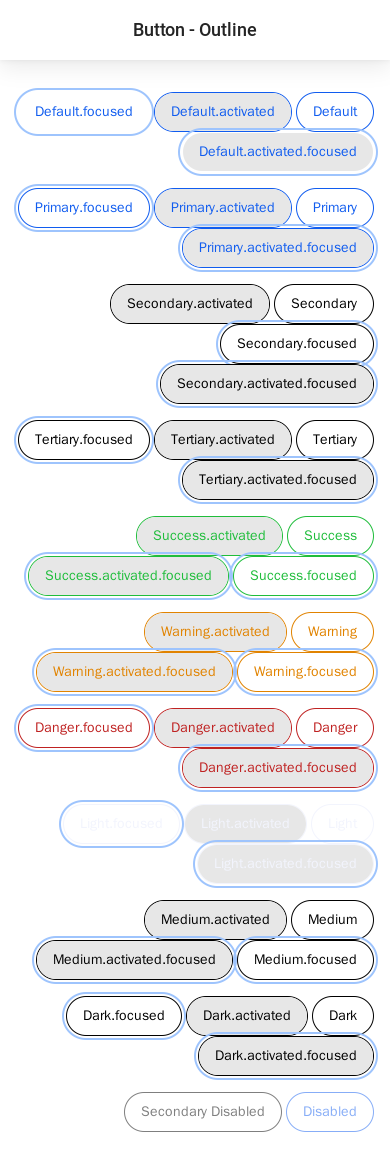 Button - Outline
Default.focused Default.activated Default
Default.activated.focused
Primary.focused Primary.activated Primary
Primary.activated.focused
Secondary.activated Secondary
Secondary.focused
Secondary.activated.focused
Tertiary.focused Tertiary.activated Tertiary
Tertiary.activated.focused
Success.activated Success
Success.activated.focused Success.focused
Warning.activated Warning
Warning.activated.focused Warning.focused
Danger.focused Danger.activated Danger
Danger.activated.focused
Light.focused Light.activated Light
Light.activated.focused
Medium.activated Medium
Medium.activated.focused Medium.focused
Dark.focused Dark.activated Dark
Dark.activated.focused
Secondary Disabled Disabled